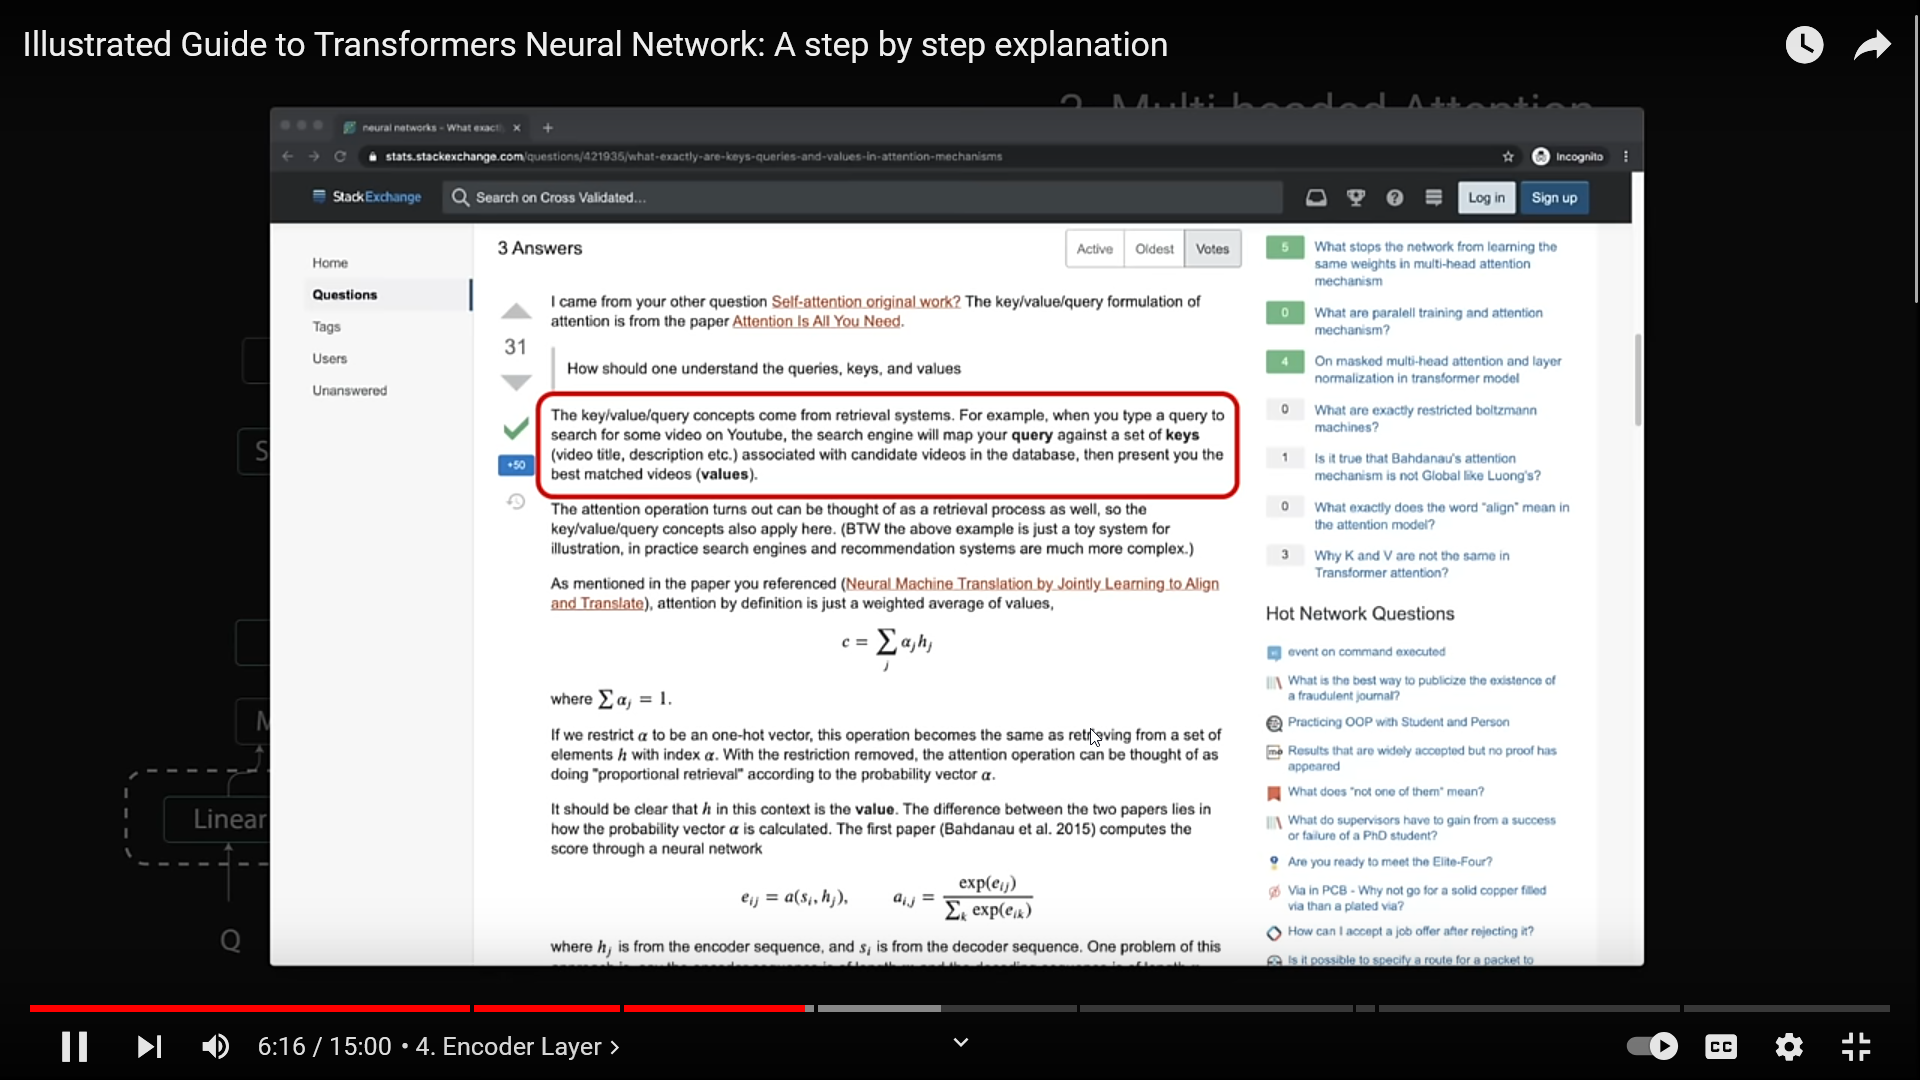 Illustrated Guide to Transformers Neural Network: A step by step explanation
2. Multi-headed Attention
neural networks - What exactl
stats.stackexchange.com/questions/421935/what-exactly-are-keys-queries-and-values-in-attention-mechanisms
Incognito
StackExchange
Search on Cross Validated...
Log in
Sign up
Home
Questions
Tags
Users
Unanswered
3 Answers
Active
Oldest
Votes
I came from your other question Self-attention original work? The key/value/query formulation of
attention is from the paper Attention Is All You Need.
31
How should one understand the queries, keys, and values
The key/value/query concepts come from retrieval systems. For example, when you type a query to
search for some video on Youtube, the search engine will map your query against a set of keys
(video title, description etc.) associated with candidate videos in the database, then present you the
best matched videos (values).
+50
The attention operation turns out can be thought of as a retrieval process as well, so the
key/value/query concepts also apply here. (BTW the above example is just a toy system for
illustration, in practice search engines and recommendation systems are much more complex.)
As mentioned in the paper you referenced (Neural Machine Translation by Jointly Learning to Align
and Translate), attention by definition is just a weighted average of values,
c = ∑ⱼ αⱼhⱼ
where ∑ αⱼ = 1.
If we restrict α to be an one-hot vector, this operation becomes the same as retrieving from a set of
elements h with index α. With the restriction removed, the attention operation can be thought of as
doing "proportional retrieval" according to the probability vector α.
It should be clear that h in this context is the value. The difference between the two papers lies in
how the probability vector α is calculated. The first paper (Bahdanau et al. 2015) computes the
score through a neural network
e_ij = a(s_i, h_j), a_i,j = exp(e_ij) / ∑_k exp(e_ik)
where h_j is from the encoder sequence, and s_i is from the decoder sequence. One problem of this
5
What stops the network from learning the
same weights in multi-head attention
mechanism
0
What are paralell training and attention
mechanism?
4
On masked multi-head attention and layer
normalization in transformer model
0
What are exactly restricted boltzmann
machines?
1
Is it true that Bahdanau's attention
mechanism is not Global like Luong's?
0
What exactly does the word "align" mean in
the attention model?
3
Why K and V are not the same in
Transformer attention?
Hot Network Questions
event on command executed
What is the best way to publicize the existence of
a fraudulent journal?
Practicing OOP with Student and Person
Results that are widely accepted but no proof has
appeared
What does "not one of them" mean?
What do supervisors have to gain from a success
or failure of a PhD student?
Are you ready to meet the Elite-Four?
Via in PCB - Why not go for a solid copper filled
via than a plated via?
How can I accept a job offer after rejecting it?
Is it possible to specify a route for a packet to
S
M
Linear
Q
6:16 / 15:00 • 4. Encoder Layer
CC